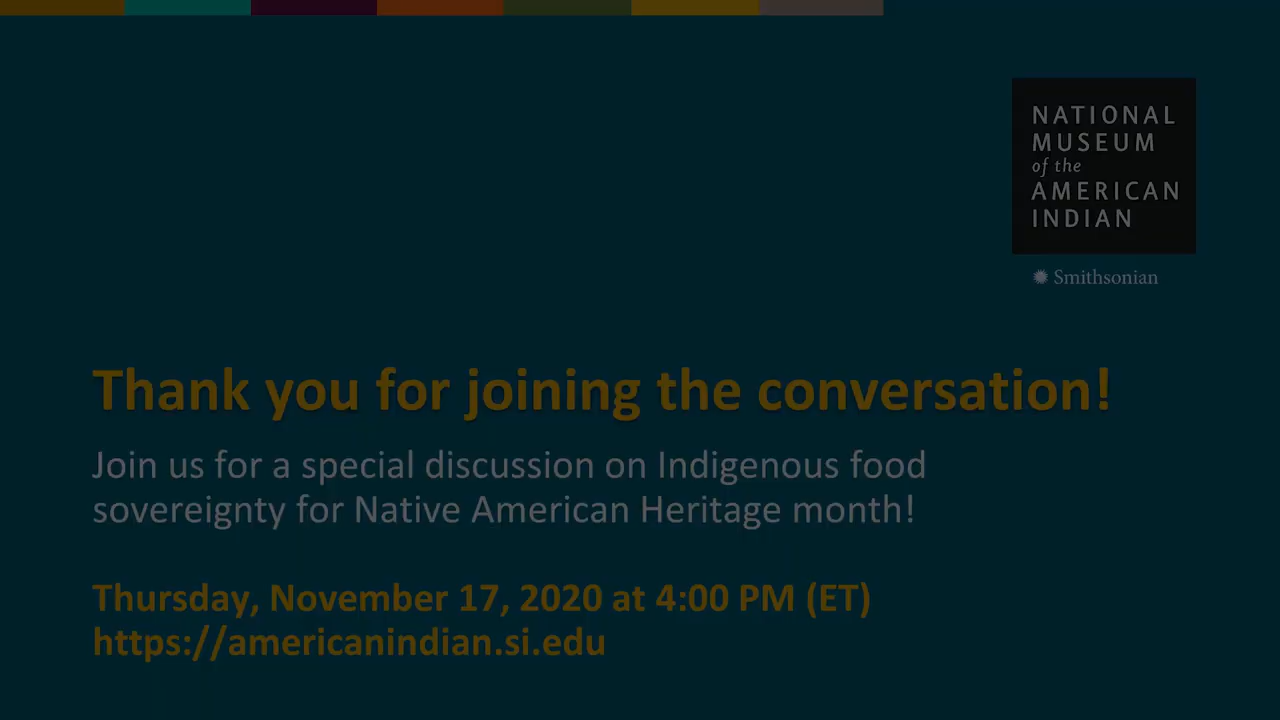 NATIONAL
MUSEUM
of the
AMERICAN
INDIAN
Smithsonian
Thank you for joining the conversation!
Join us for a special discussion on Indigenous food
sovereignty for Native American Heritage month!
Thursday, November 17, 2020 at 4:00 PM (ET)
https://americanindian.si.edu